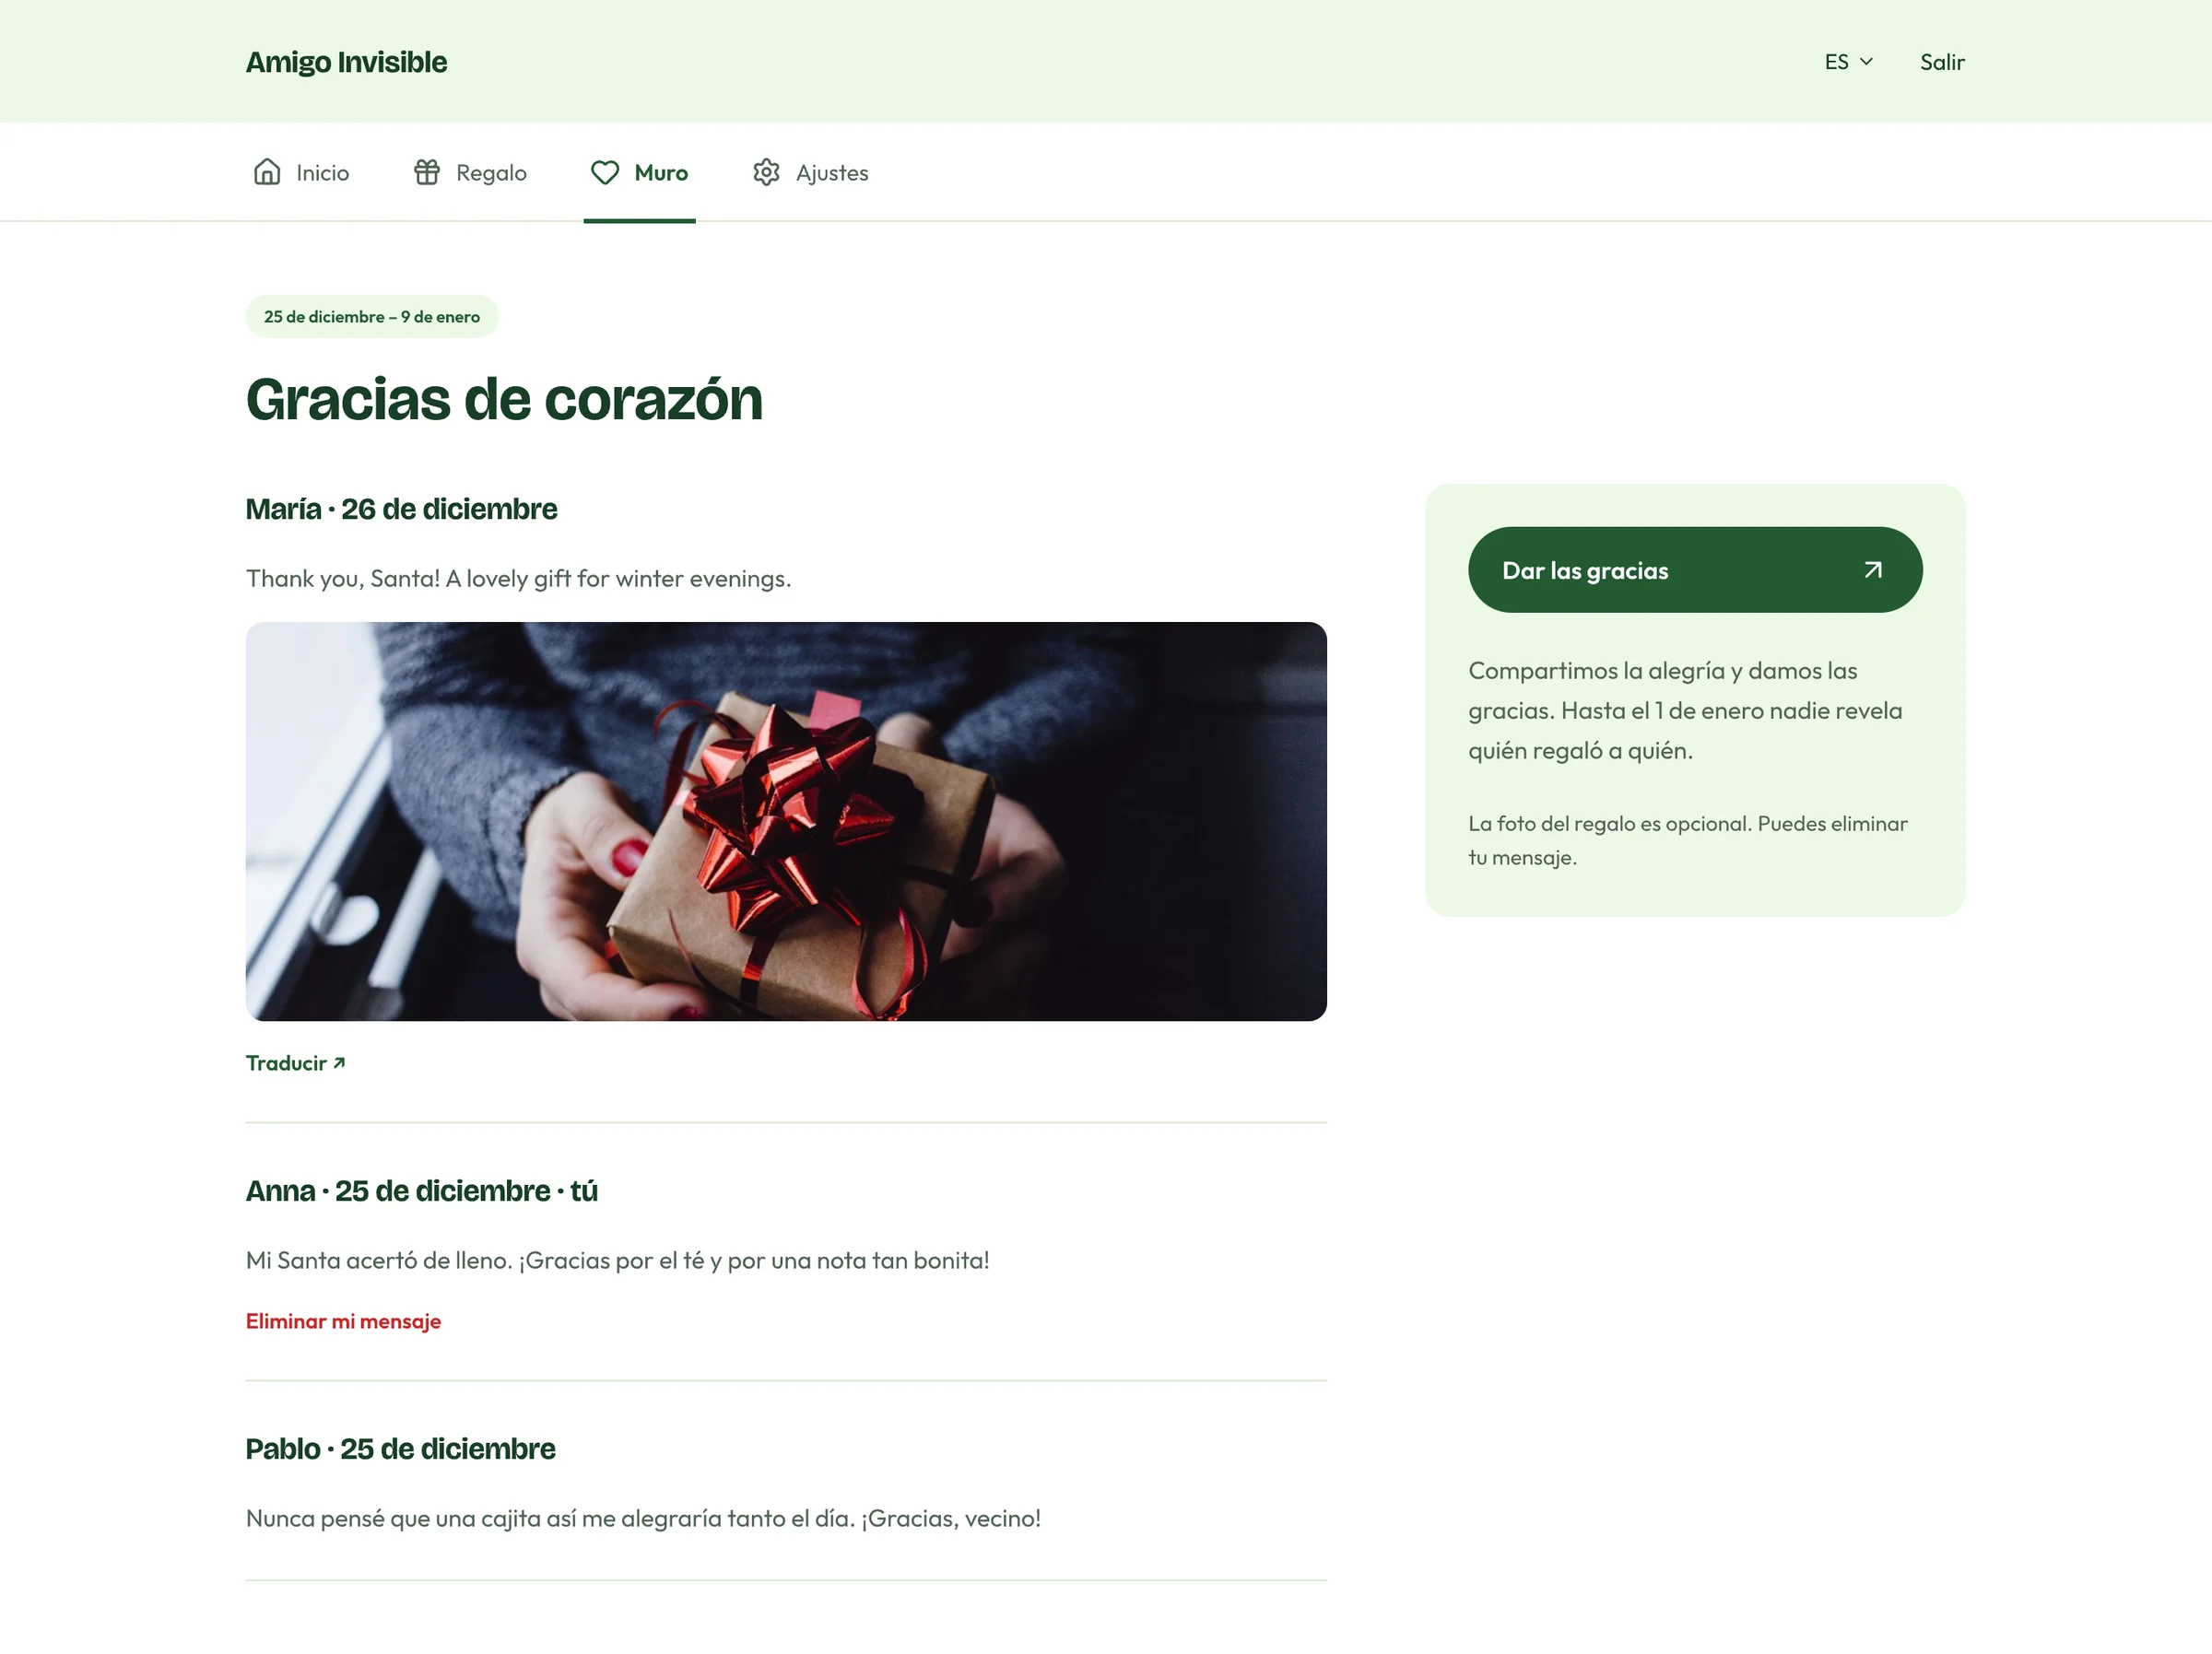 Amigo Invisible
ES
Salir
Inicio
Regalo
Muro
Ajustes
25 de diciembre – 9 de enero
Gracias de corazón
María · 26 de diciembre
Thank you, Santa! A lovely gift for winter evenings.
Traducir ↗
Anna · 25 de diciembre · tú
Mi Santa acertó de lleno. ¡Gracias por el té y por una nota tan bonita!
Eliminar mi mensaje
Pablo · 25 de diciembre
Nunca pensé que una cajita así me alegraría tanto el día. ¡Gracias, vecino!
Dar las gracias
Compartimos la alegría y damos las
gracias. Hasta el 1 de enero nadie revela
quién regaló a quién.
La foto del regalo es opcional. Puedes eliminar
tu mensaje.